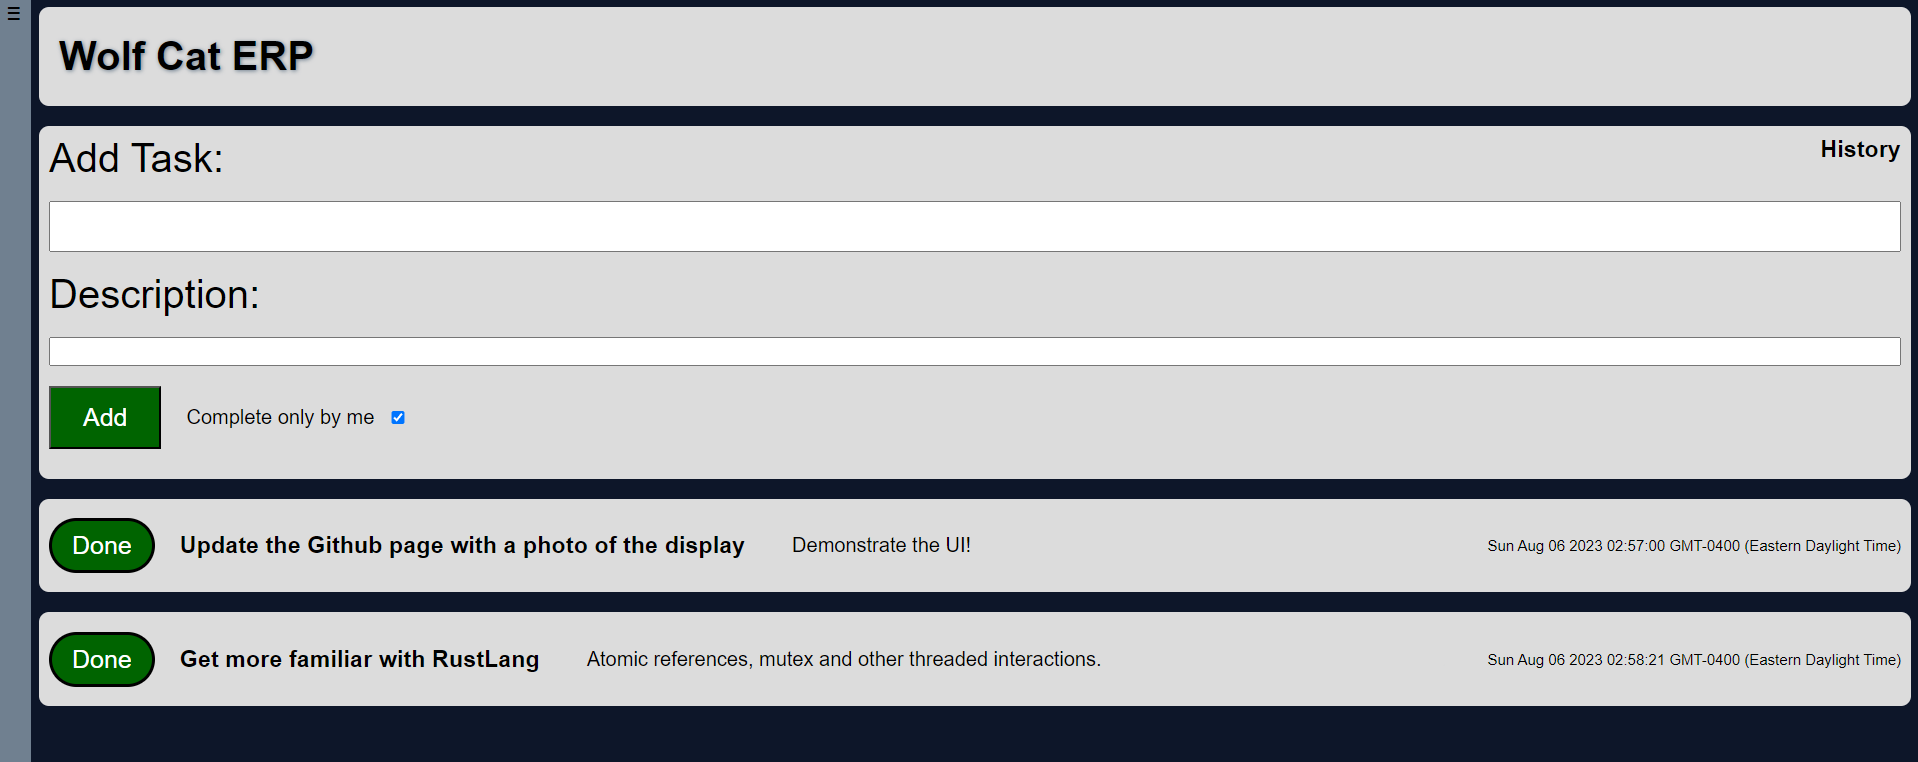 ☰
Wolf Cat ERP
Add Task:
History
Description:
Add
Complete only by me
Done
Update the Github page with a photo of the display
Demonstrate the UI!
Sun Aug 06 2023 02:57:00 GMT-0400 (Eastern Daylight Time)
Done
Get more familiar with RustLang
Atomic references, mutex and other threaded interactions.
Sun Aug 06 2023 02:58:21 GMT-0400 (Eastern Daylight Time)